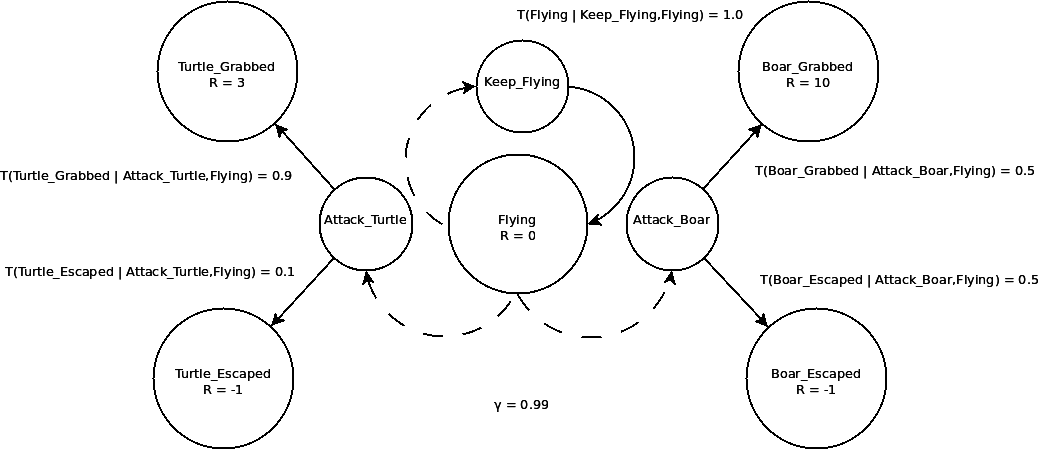 T(Flying | Keep_Flying,Flying) = 1.0
Turtle_Grabbed
R = 3
Keep_Flying
Boar_Grabbed
R = 10
T(Turtle_Grabbed | Attack_Turtle,Flying) = 0.9
T(Boar_Grabbed | Attack_Boar,Flying) = 0.5
Attack_Turtle
Flying
R = 0
Attack_Boar
T(Turtle_Escaped | Attack_Turtle,Flying) = 0.1
T(Boar_Escaped | Attack_Boar,Flying) = 0.5
Turtle_Escaped
R = -1
Boar_Escaped
R = -1
γ = 0.99